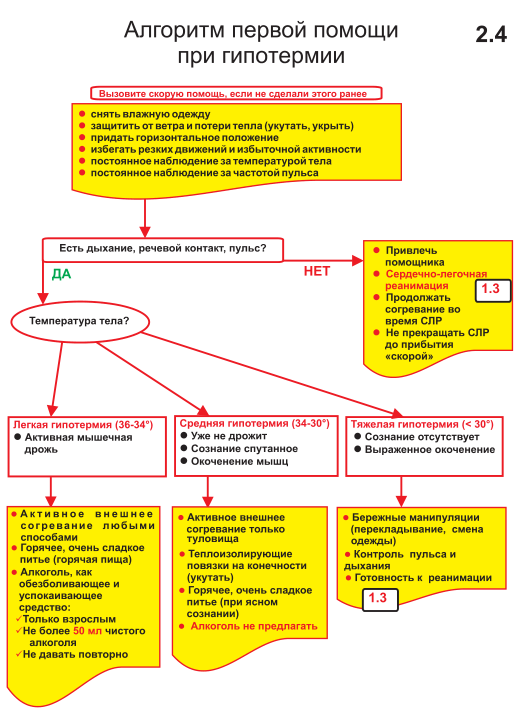 Алгоритм первой помощи
при гипотермии
2.4
Вызовите скорую помощь, если не сделали этого ранее
снять влажную одежду
защитить от ветра и потери тепла (укутать, укрыть)
придать горизонтальное положение
избегать резких движений и избыточной активности
постоянное наблюдение за температурой тела
постоянное наблюдение за частотой пульса
Есть дыхание, речевой контакт, пульс?
ДА
НЕТ
Привлечь
помощника
Сердечно-легочная
реанимация
1.3
Продолжать
согревание во
время СЛР
Не прекращать СЛР
до прибытия
«скорой»
Температура тела?
Легкая гипотермия (36-34°)
Активная мышечная
дрожь
Средняя гипотермия (34-30°)
Уже не дрожит
Сознание спутанное
Окоченение мышц
Тяжелая гипотермия (< 30°)
Сознание отсутствует
Выраженное окоченение
Активное внешнее
согревание любыми
способами
Горячее, очень сладкое
питье (горячая пища)
Алкоголь, как
обезболивающее и
успокаивающее
средство:
✓Только взрослым
✓Не более 50 мл чистого
алкоголя
✓Не давать повторно
Активное внешнее
согревание только
туловища
Теплоизолирующие
повязки на конечности
(укутать)
Горячее, очень сладкое
питье (при ясном
сознании)
Алкоголь не предлагать
Бережные манипуляции
(перекладывание, смена
одежды)
Контроль пульса и
дыхания
Готовность к реанимации
1.3